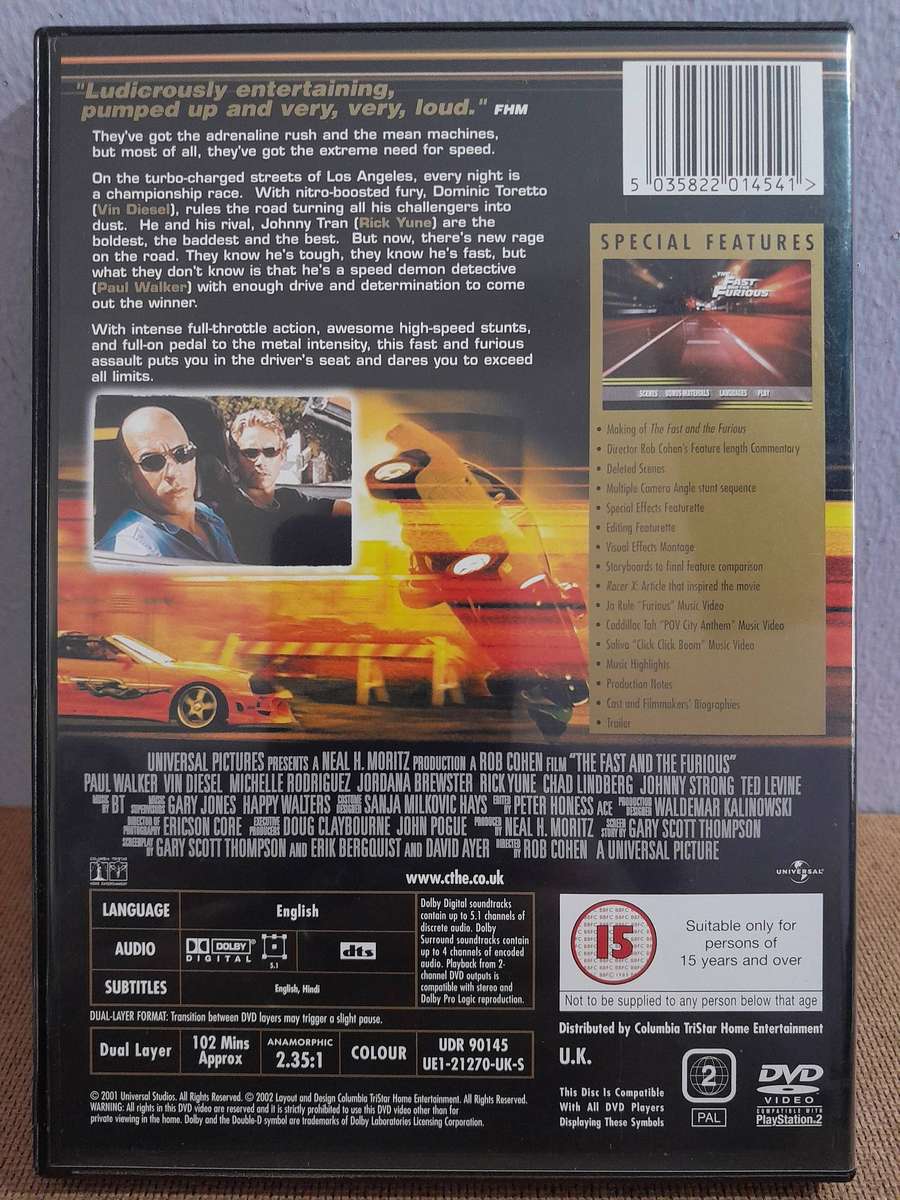 "Ludicrously entertaining,
pumped up and very, very, loud." FHM
They've got the adrenaline rush and the mean machines,
but most of all, they've got the extreme need for speed.
On the turbo-charged streets of Los Angeles, every night is
a championship race. With nitro-boosted fury, Dominic Toretto
(Vin Diesel), rules the road turning all his challengers into
dust. He and his rival, Johnny Tran (Rick Yune) are the
boldest, the baddest and the best. But now, there's new rage
on the road. They know he's tough, they know he's fast, but
what they don't know is that he's a speed demon detective
(Paul Walker) with enough drive and determination to come
out the winner.
With intense full-throttle action, awesome high-speed stunts,
and full-on pedal to the metal intensity, this fast and furious
assault puts you in the driver's seat and dares you to exceed
all limits.
5 035822 014541 >
SPECIAL FEATURES
THE FAST AND THE FURIOUS
SCENES BONUS MATERIALS LANGUAGES PLAY
• Making of The Fast and the Furious
• Director Rob Cohen's Feature length Commentary
• Deleted Scenes
• Multiple Camera Angle stunt sequence
• Special Effects Featurette
• Editing Featurette
• Visual Effects Montage
• Storyboards to final feature comparison
• Racer X: Article that inspired the movie
• Ja Rule "Furious" Music Video
• Caddillac Tah "POV City Anthem" Music Video
• Saliva "Click Click Boom" Music Video
• Music Highlights
• Production Notes
• Cast and Filmmakers' Biographies
• Trailer
UNIVERSAL PICTURES PRESENTS A NEAL H. MORITZ PRODUCTION A ROB COHEN FILM "THE FAST AND THE FURIOUS"
PAUL WALKER VIN DIESEL MICHELLE RODRIGUEZ JORDANA BREWSTER RICK YUNE CHAD LINDBERG JOHNNY STRONG TED LEVINE
MUSIC BY BT MUSIC SUPERVISORS GARY JONES HAPPY WALTERS COSTUME DESIGNER SANJA MILKOVIC HAYS EDITED BY PETER HONESS ACE PRODUCTION DESIGNER WALDEMAR KALINOWSKI
DIRECTOR OF PHOTOGRAPHY ERICSON CORE EXECUTIVE PRODUCERS DOUG CLAYBOURNE JOHN POGUE PRODUCED BY NEAL H. MORITZ SCREEN STORY BY GARY SCOTT THOMPSON
SCREENPLAY BY GARY SCOTT THOMPSON AND ERIK BERGQUIST AND DAVID AYER DIRECTED BY ROB COHEN A UNIVERSAL PICTURE
COLUMBIA TRISTAR
HOME ENTERTAINMENT
www.cthe.co.uk
UNIVERSAL
LANGUAGE English
AUDIO DOLBY DIGITAL 5.1 dts
SUBTITLES English, Hindi
Dolby Digital soundtracks
contain up to 5.1 channels of
discrete audio. Dolby
Surround soundtracks contain
up to 4 channels of encoded
audio. Playback from 2-
channel DVD outputs is
compatible with stereo and
Dolby Pro Logic reproduction.
DUAL-LAYER FORMAT: Transition between DVD layers may trigger a slight pause.
Dual Layer 102 Mins Approx ANAMORPHIC 2.35:1 COLOUR UDR 90145 UE1-21270-UK-S
© 2001 Universal Studios. All Rights Reserved. © 2002 Layout and Design Columbia TriStar Home Entertainment. All Rights Reserved.
WARNING: All rights in this DVD video are reserved and it is strictly prohibited to use this DVD video other than for
private viewing in the home. Dolby and the Double-D symbol are trademarks of Dolby Laboratories Licensing Corporation.
15
Suitable only for
persons of
15 years and over
Not to be supplied to any person below that age
Distributed by Columbia TriStar Home Entertainment
U.K.
This Disc Is Compatible
With All DVD Players
Displaying These Symbols
2
PAL
DVD
VIDEO
COMPATIBLE WITH
PlayStation.2